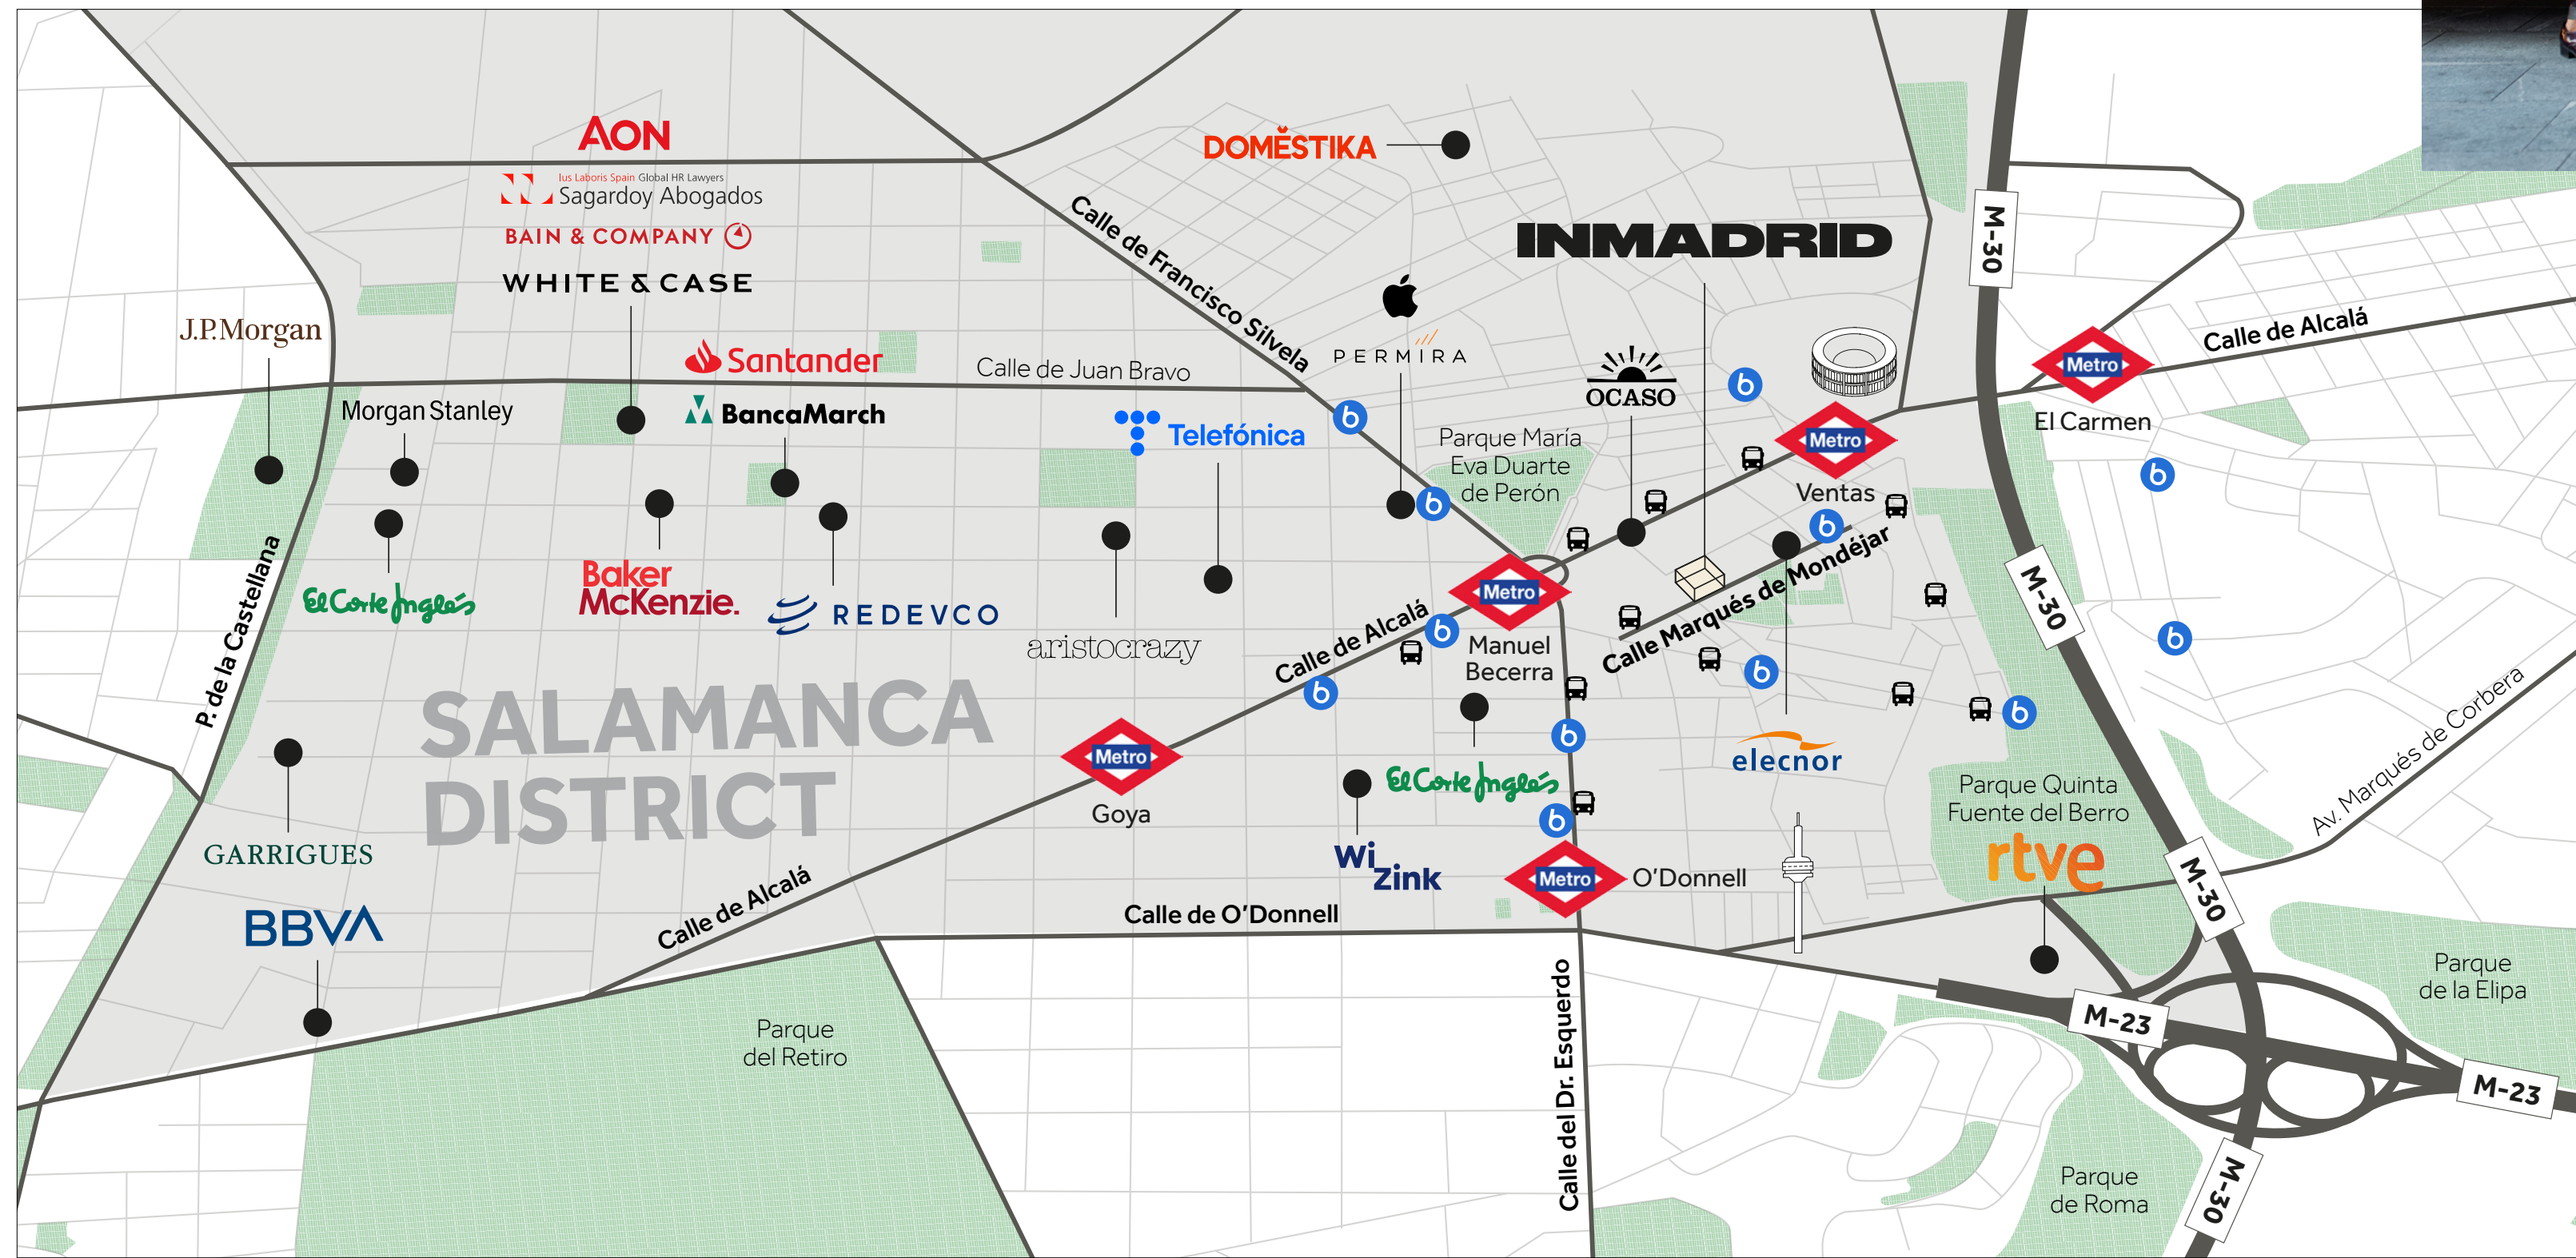 AON
Ius Laboris Spain Global HR Lawyers
Sagardoy Abogados
BAIN & COMPANY
WHITE & CASE
J.P.Morgan
Morgan Stanley
Santander
BancaMarch
Calle de Juan Bravo
Telefónica
El Corte Inglés
Baker
McKenzie.
REDEVCO
aristocrazy
P. de la Castellana
SALAMANCA
DISTRICT
GARRIGUES
BBVA
Calle de Alcalá
Metro
Goya
Calle de O'Donnell
Parque
del Retiro
DOMĚSTIKA
Calle de Francisco Silvela
INMADRID
PERMIRA
OCASO
b
b
b
Parque María
Eva Duarte
de Perón
Metro
Ventas
b
Calle Marqués de Mondéjar
Metro
Manuel
Becerra
Calle de Alcalá
b
b
b
b
b
b
El Corte Inglés
Wi
Zink
elecnor
Metro
O'Donnell
Calle del Dr. Esquerdo
Parque Quinta
Fuente del Berro
rtve
M-30
Metro
El Carmen
Calle de Alcalá
b
b
M-30
Av. Marqués de Corbera
M-30
Parque
de la Elipa
M-23
M-23
Parque
de Roma
M-30